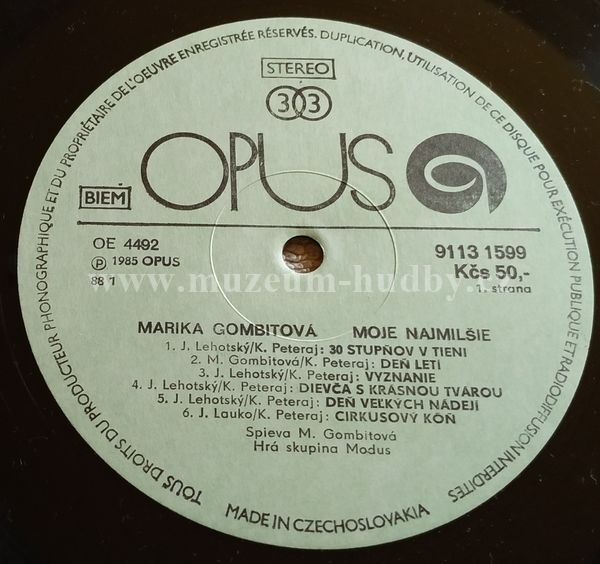 TOUS DROITS DU PRODUCTEUR PHONOGRAPHIQUE ET DU PROPRIÉTAIRE DE L'OEUVRE ENREGISTRÉE RÉSERVÉS. DUPLICATION, UTILISATION DE CE DISQUE POUR EXÉCUTION PUBLIQUE ET RADIODIFFUSION INTERDITES
STEREO
33
OPUS
BIEM
OE 4492
℗ 1985 OPUS
88 1
9113 1599
Kčs 50,-
1. strana
www.muzeum-hudby.
MARIKA GOMBITOVÁ MOJE NAJMILŠIE
1. J. Lehotský/K. Peteraj: 30 STUPŇOV V TIENI
2. M. Gombitová/K. Peteraj: DEŇ LETÍ
3. J. Lehotský/K. Peteraj: VYZNANIE
4. J. Lehotský/K. Peteraj: DIEVČA S KRÁSNOU TVÁROU
5. J. Lehotský/K. Peteraj: DEŇ VEĽKÝCH NÁDEJÍ
6. J. Lauko/K. Peteraj: CIRKUSOVÝ KÔŇ
Spieva M. Gombitová
Hrá skupina Modus
MADE IN CZECHOSLOVAKIA